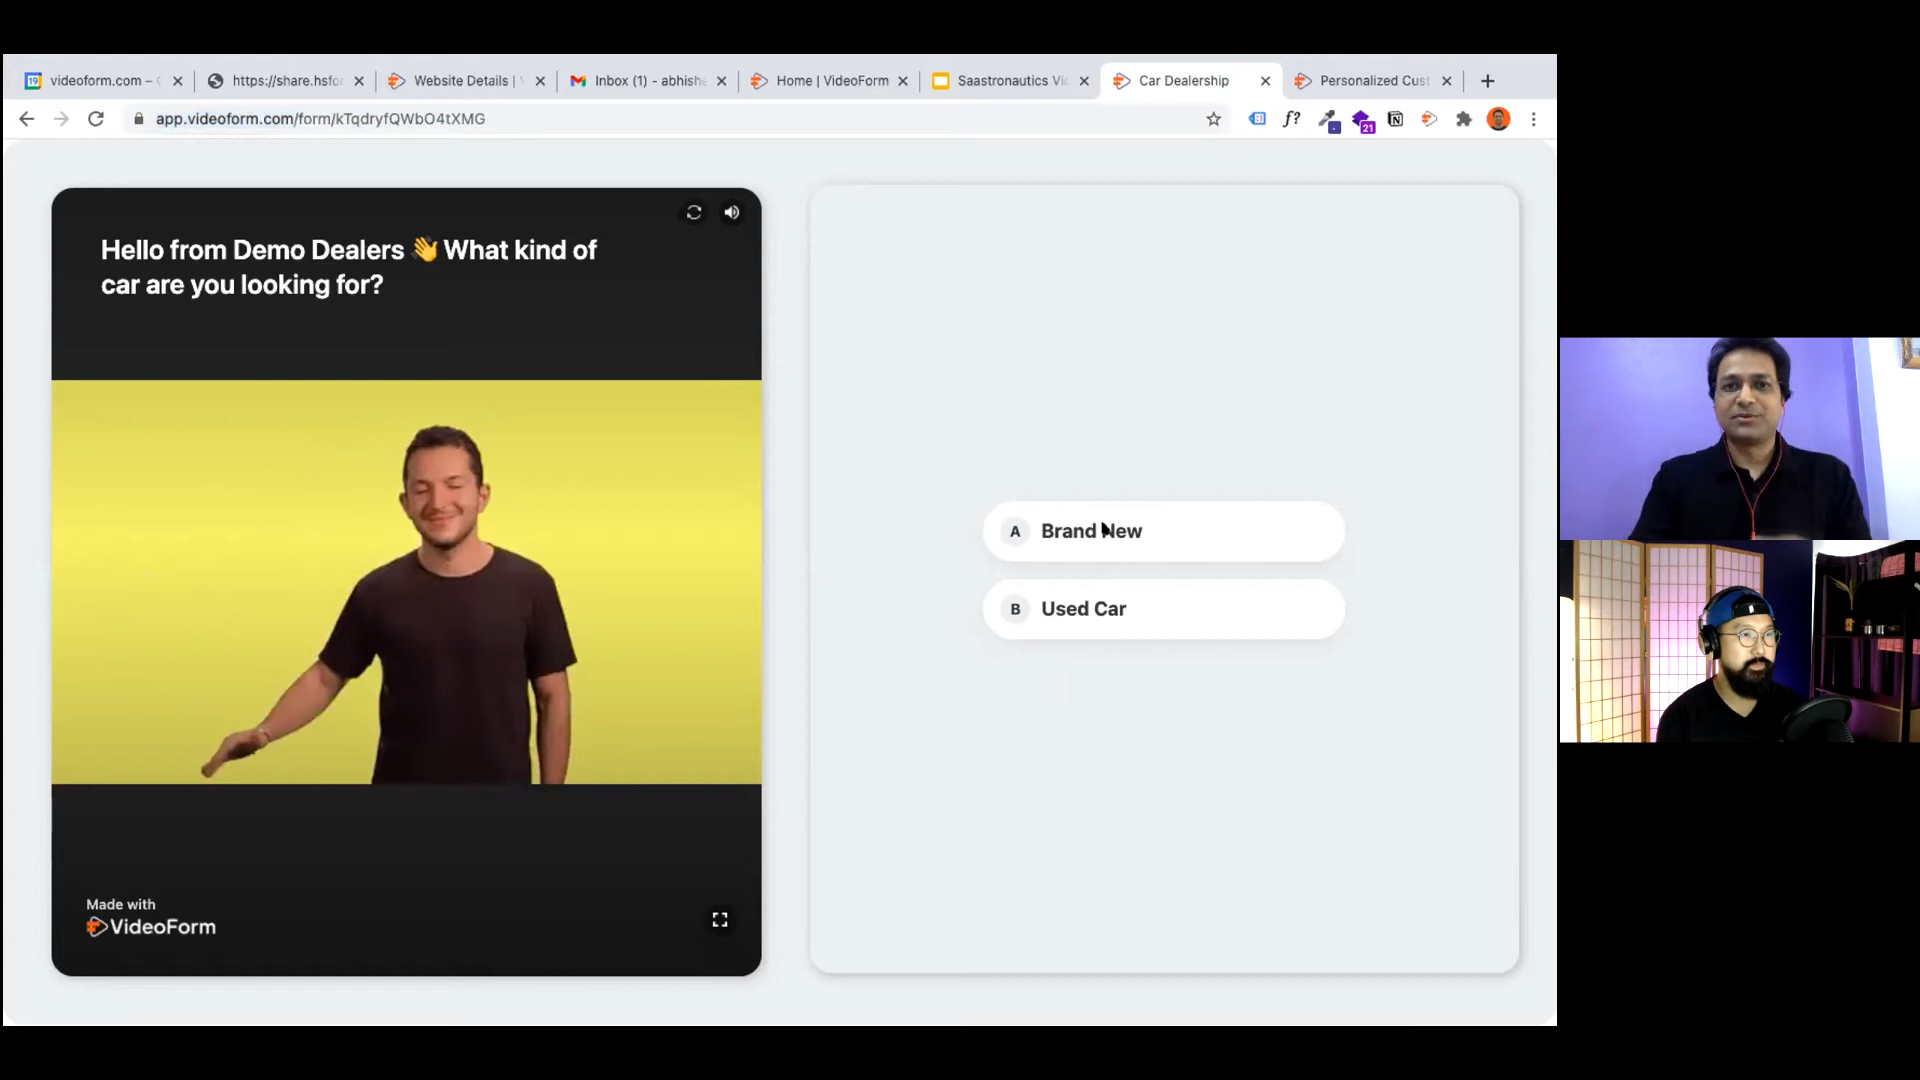 videoform.com –
https://share.hsfor
Website Details |
Inbox (1) - abhishe
Home | VideoForm
Saastronautics Vi
Car Dealership
Personalized Cust
app.videoform.com/form/kTqdryfQWbO4tXMG
f?
21
Hello from Demo Dealers 👋 What kind of
car are you looking for?
A Brand New
B Used Car
Made with
VideoForm